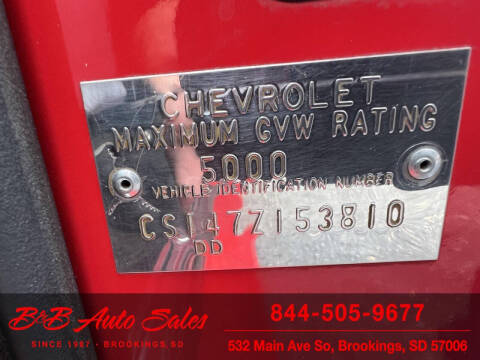 CHEVROLET
MAXIMUM GVW RATING
5000
VEHICLE IDENTIFICATION NUMBER
CS147Z153810
DD
B&B Auto Sales
SINCE 1987 - BROOKINGS, SD
844-505-9677
532 Main Ave So, Brookings, SD 57006